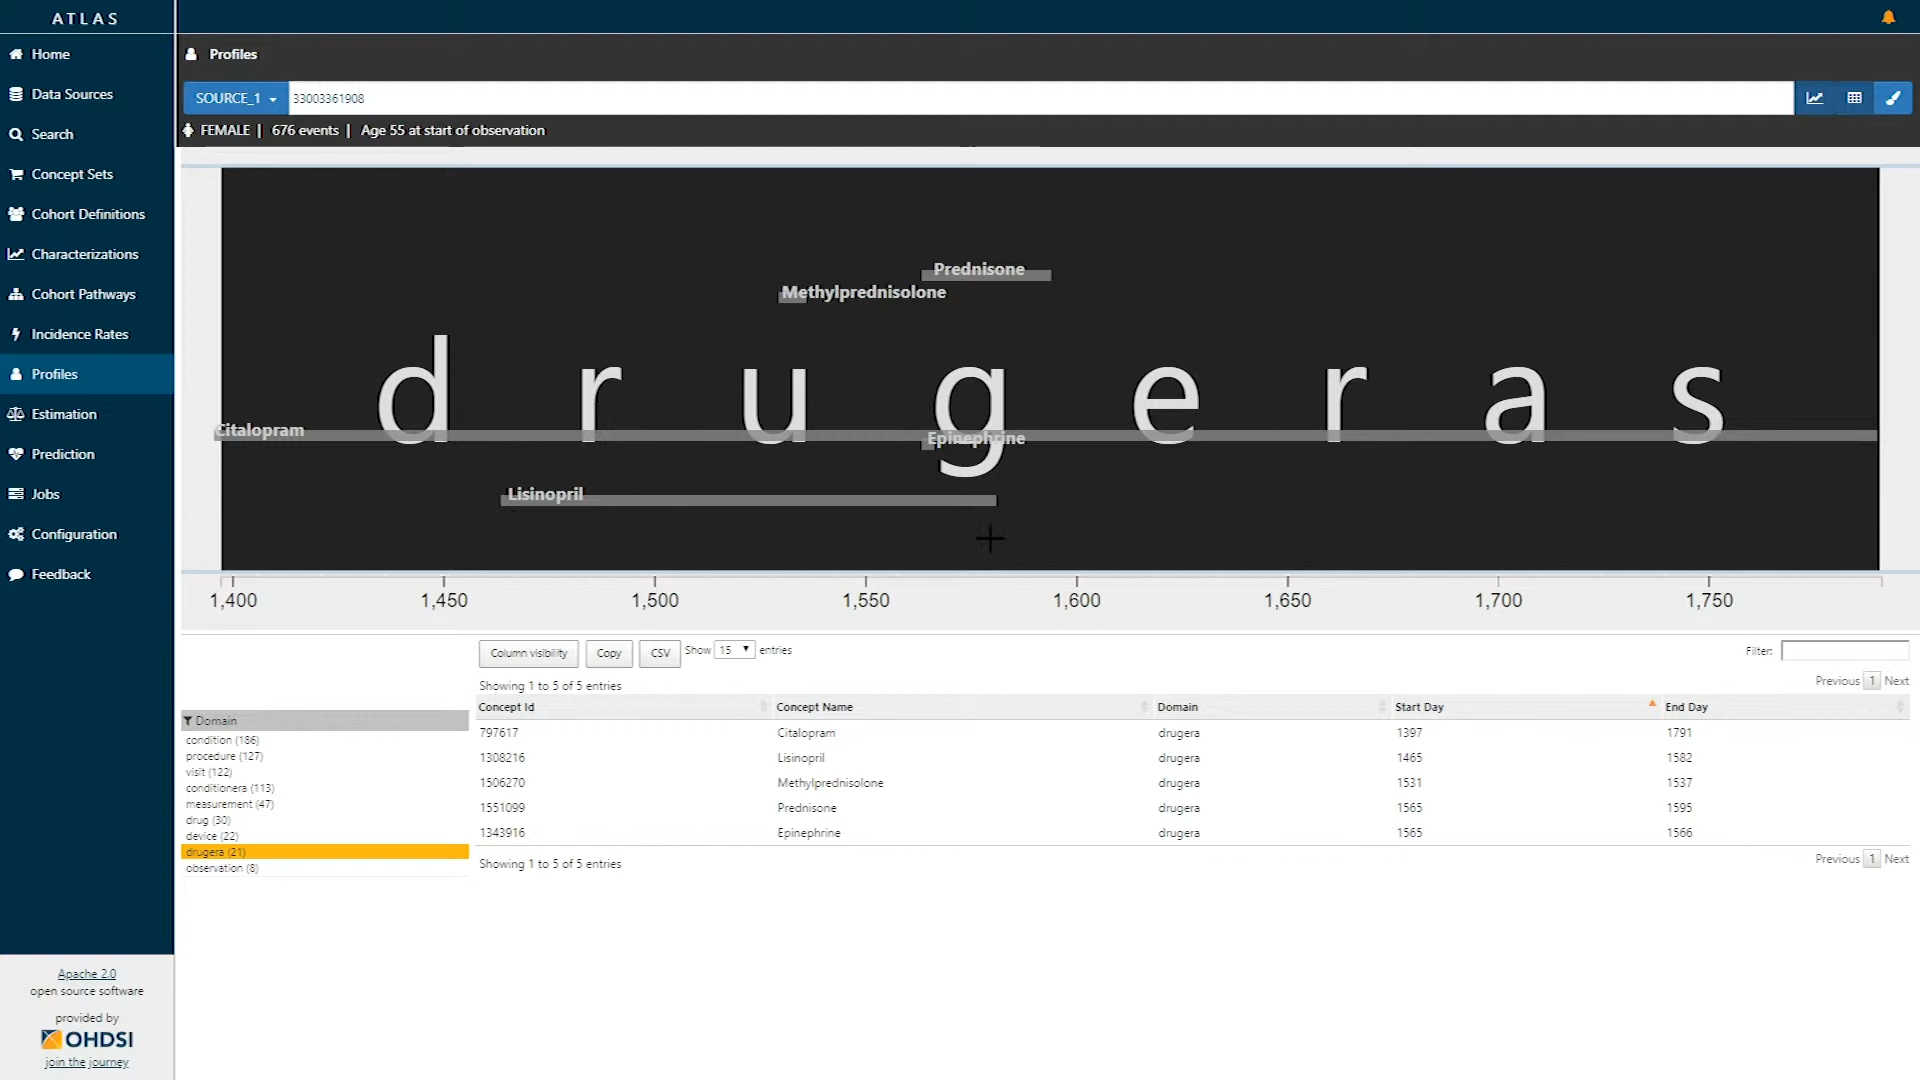 ATLAS
Home
Data Sources
Search
Concept Sets
Cohort Definitions
Characterizations
Cohort Pathways
Incidence Rates
Profiles
Estimation
Prediction
Jobs
Configuration
Feedback
Apache 2.0
open source software
provided by
OHDSI
join the journey
Profiles
SOURCE_1 33003361908
FEMALE | 676 events | Age 55 at start of observation
Prednisone
Methylprednisolone
drugeras
Citalopram
Epinephrine
Lisinopril
1,400 1,450 1,500 1,550 1,600 1,650 1,700 1,750
Column visibility Copy CSV Show 15 entries Filter:
Showing 1 to 5 of 5 entries Previous 1 Next
Domain
condition (186)
procedure (127)
visit (122)
conditionera (113)
measurement (47)
drug (30)
device (22)
drugera (21)
observation (8)
Concept Id Concept Name Domain Start Day End Day
797617 Citalopram drugera 1397 1791
1308216 Lisinopril drugera 1465 1582
1506270 Methylprednisolone drugera 1531 1537
1551099 Prednisone drugera 1565 1595
1343916 Epinephrine drugera 1565 1566
Showing 1 to 5 of 5 entries Previous 1 Next